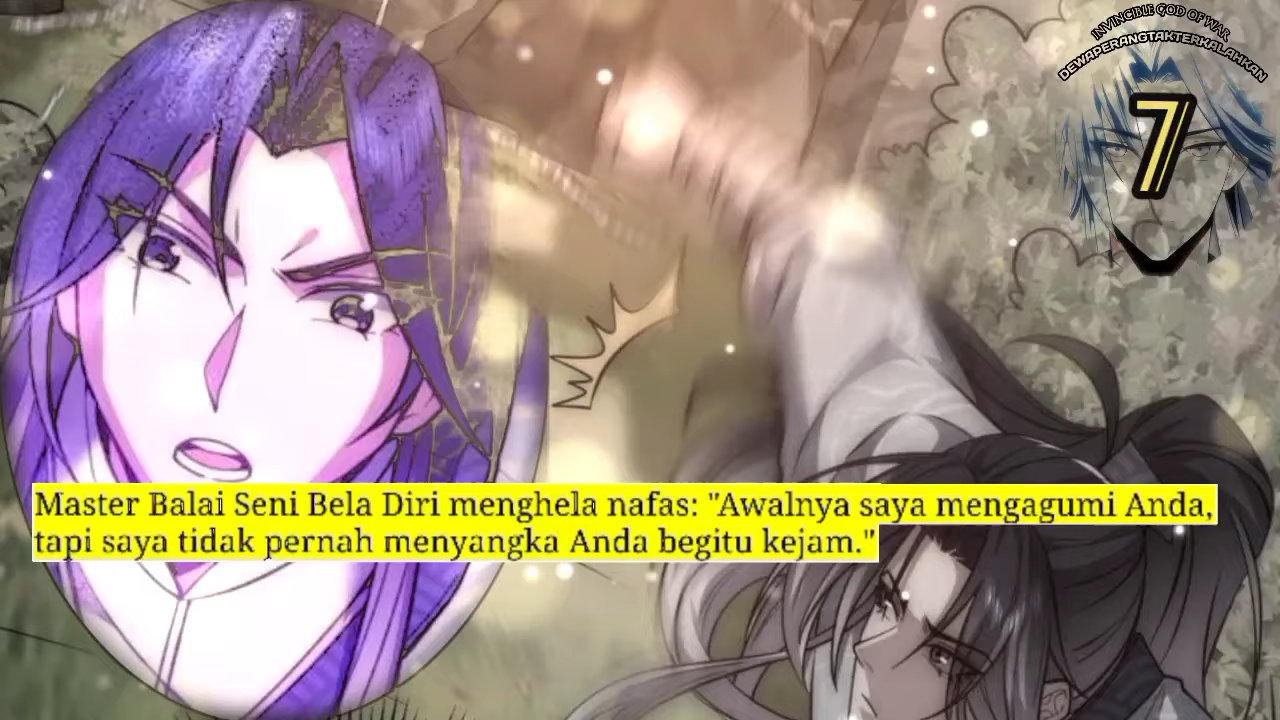 INVINCIBLE GOD OF WAR
DEWAPERANGTAKTERKALAHKAN
7
Master Balai Seni Bela Diri menghela nafas: "Awalnya saya mengagumi Anda,
tapi saya tidak pernah menyangka Anda begitu kejam."